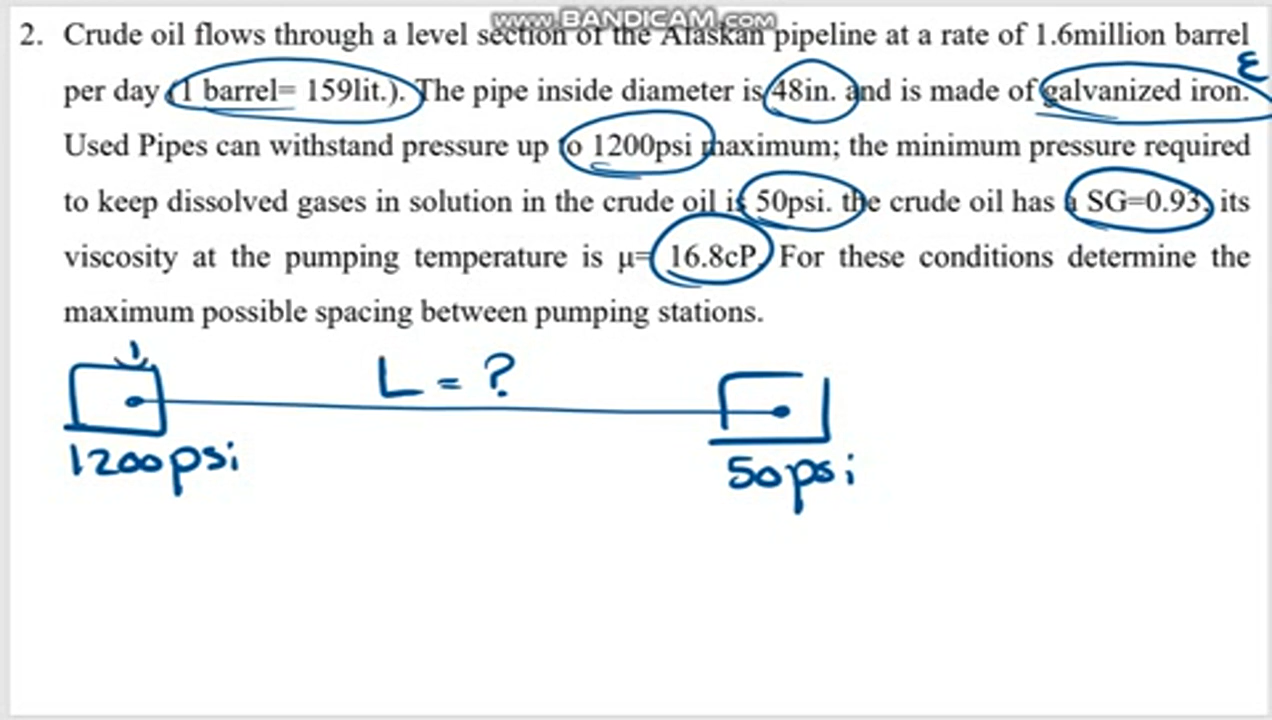 www.BANDICAM.com
2. Crude oil flows through a level section of the Alaskan pipeline at a rate of 1.6million barrel
per day (1 barrel= 159lit.). The pipe inside diameter is 48in. and is made of galvanized iron.
ε
Used Pipes can withstand pressure up to 1200psi maximum; the minimum pressure required
to keep dissolved gases in solution in the crude oil is 50psi. the crude oil has a SG=0.93, its
viscosity at the pumping temperature is μ= 16.8cP. For these conditions determine the
maximum possible spacing between pumping stations.
L = ?
1200psi
50psi